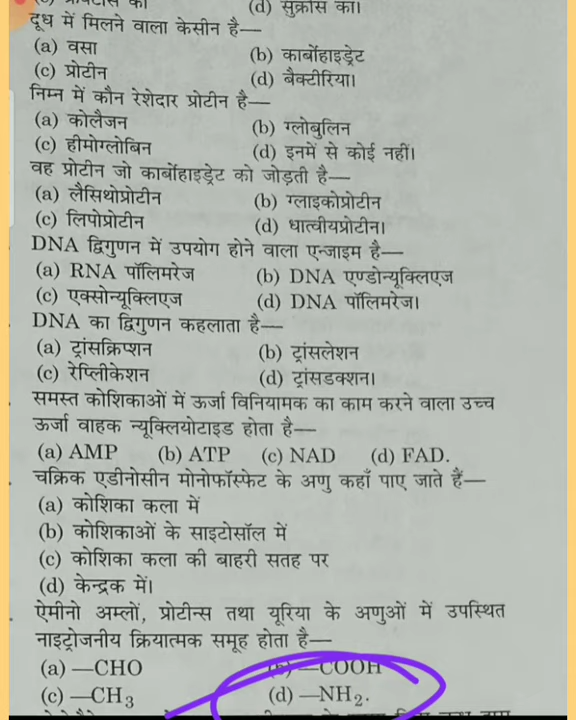 (d) सुक्रोस का।
दूध में मिलने वाला केसीन है—
(a) वसा (b) कार्बोहाइड्रेट
(c) प्रोटीन (d) बैक्टीरिया।
निम्न में कौन रेशेदार प्रोटीन है—
(a) कोलैजन (b) ग्लोबुलिन
(c) हीमोग्लोबिन (d) इनमें से कोई नहीं।
वह प्रोटीन जो कार्बोहाइड्रेट को जोड़ती है—
(a) लैसिथोप्रोटीन (b) ग्लाइकोप्रोटीन
(c) लिपोप्रोटीन (d) धात्वीयप्रोटीन।
DNA द्विगुणन में उपयोग होने वाला एन्जाइम है—
(a) RNA पॉलिमरेज (b) DNA एण्डोन्यूक्लिएज
(c) एक्सोन्यूक्लिएज (d) DNA पॉलिमरेज।
DNA का द्विगुणन कहलाता है—
(a) ट्रांसक्रिप्शन (b) ट्रांसलेशन
(c) रेप्लीकेशन (d) ट्रांसडक्शन।
समस्त कोशिकाओं में ऊर्जा विनियामक का काम करने वाला उच्च
ऊर्जा वाहक न्यूक्लियोटाइड होता है—
(a) AMP (b) ATP (c) NAD (d) FAD.
चक्रिक एडीनोसीन मोनोफॉस्फेट के अणु कहाँ पाए जाते हैं—
(a) कोशिका कला में
(b) कोशिकाओं के साइटोसॉल में
(c) कोशिका कला की बाहरी सतह पर
(d) केन्द्रक में।
ऐमीनो अम्लों, प्रोटीन्स तथा यूरिया के अणुओं में उपस्थित
नाइट्रोजनीय क्रियात्मक समूह होता है—
(a) —CHO (b) —COOH
(c) —CH₃ (d) —NH₂.